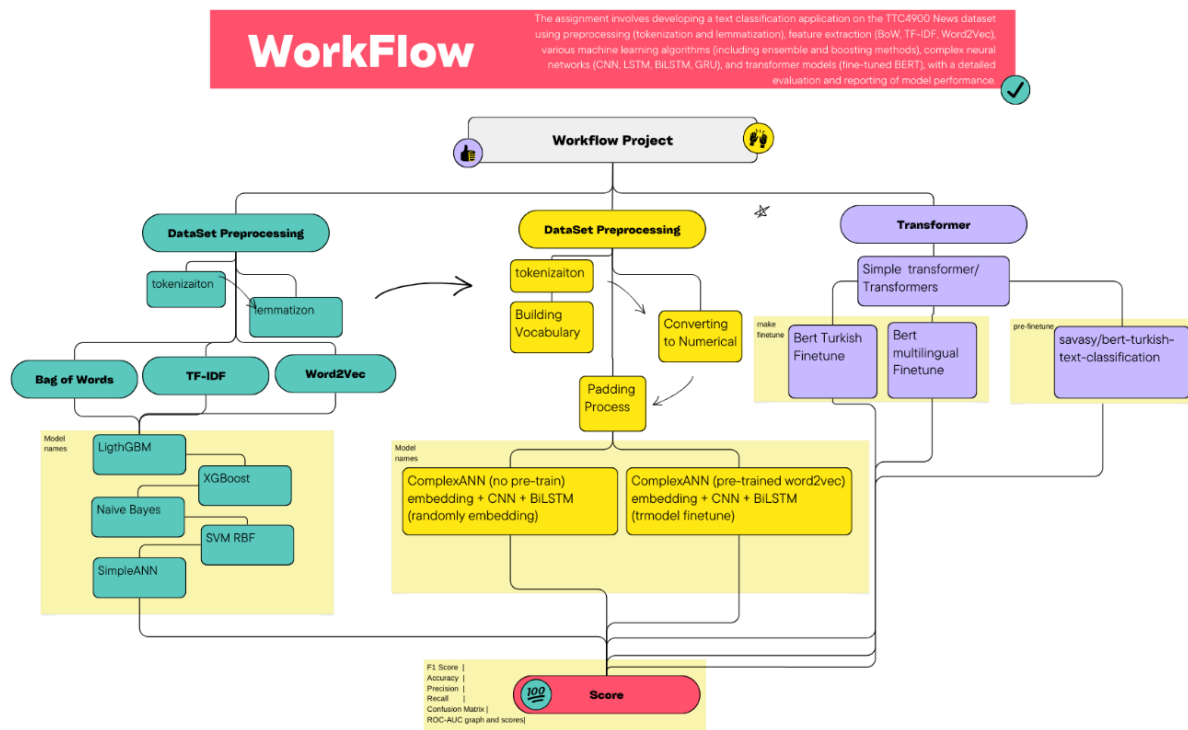 WorkFlow
The assignment involves developing a text classification application on the TTC4900 News dataset
using preprocessing (tokenization and lemmatization), feature extraction (BoW, TF-IDF, Word2Vec),
various machine learning algorithms (including ensemble and boosting methods), complex neural
networks (CNN, LSTM, BiLSTM, GRU), and transformer models (fine-tuned BERT), with a detailed
evaluation and reporting of model performance.
Workflow Project
DataSet Preprocessing
tokenizaiton
lemmatizon
Bag of Words
TF-IDF
Word2Vec
Model
names
LigthGBM
XGBoost
Naive Bayes
SVM RBF
SimpleANN
DataSet Preprocessing
tokenizaiton
Building
Vocabulary
Converting
to Numerical
Padding
Process
Model
names
ComplexANN (no pre-train)
embedding + CNN + BiLSTM
(randomly embedding)
ComplexANN (pre-trained word2vec)
embedding + CNN + BiLSTM
(trmodel finetune)
Transformer
Simple transformer/
Transformers
make
finetune
Bert Turkish
Finetune
Bert
multilingual
Finetune
pre-finetune
savasy/bert-turkish-
text-classification
F1 Score |
Accuracy |
Precision |
Recall |
Confusion Matrix |
ROC-AUC graph and scores|
100
Score